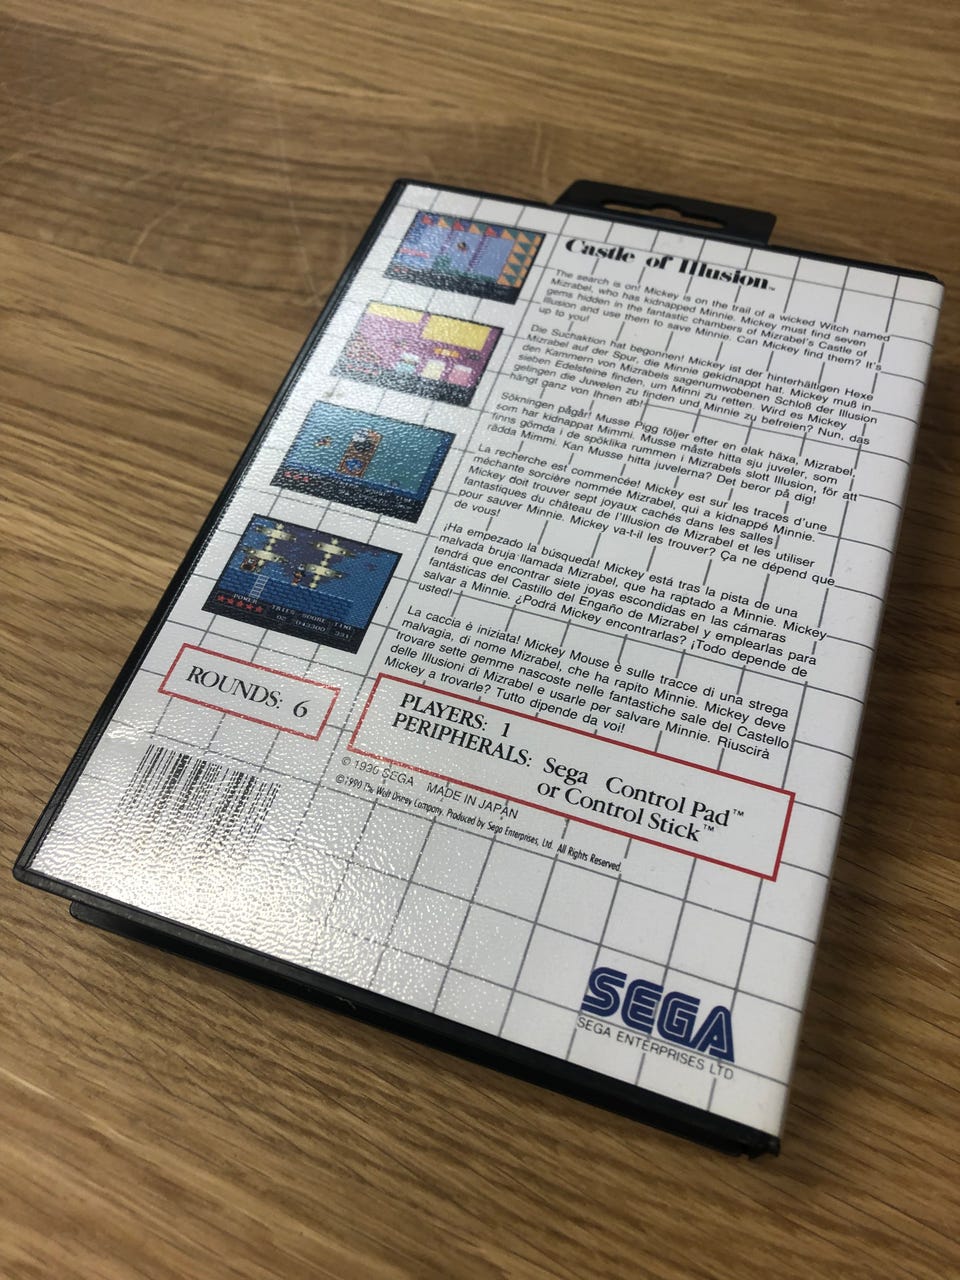 Castle of Illusion™
The search is on! Mickey is on the trail of a wicked Witch named
Mizrabel, who has kidnapped Minnie. Mickey must find seven
gems hidden in the fantastic chambers of Mizrabel's Castle of
Illusion and use them to save Minnie. Can Mickey find them? It's
up to you!
Die Suchaktion hat begonnen! Mickey ist der hinterhältigen Hexe
Mizrabel auf der Spur, die Minnie gekidnappt hat. Mickey muß in
den Kammern von Mizrabels sagenumwobenen Schloß der Illusion
sieben Edelsteine finden, um Minni zu retten. Wird es Mickey
gelingen die Juwelen zu finden und Minnie zu befreien? Nun, das
hängt ganz von Ihnen ab!
Sökningen pågår! Musse Pigg följer efter en elak häxa, Mizrabel,
som har kidnappat Mimmi. Musse måste hitta sju juveler, som
finns gömda i de spöklika rummen i Mizrabels slott Illusion, för att
rädda Mimmi. Kan Musse hitta juvelerna? Det beror på dig!
La recherche est commencée! Mickey est sur les traces d'une
méchante sorcière nommée Mizrabel, qui a kidnappé Minnie.
Mickey doit trouver sept joyaux cachés dans les salles
fantastiques du château de l'Illusion de Mizrabel et les utiliser
pour sauver Minnie. Mickey va-t-il les trouver? Ça ne dépend que
de vous!
¡Ha empezado la búsqueda! Mickey está tras la pista de una
malvada bruja llamada Mizrabel, que ha raptado a Minnie. Mickey
tendrá que encontrar siete joyas escondidas en las cámaras
fantásticas del Castillo del Engaño de Mizrabel y emplearlas para
salvar a Minnie. ¿Podrá Mickey encontrarlas? ¡Todo depende de
usted!
La caccia è iniziata! Mickey Mouse è sulle tracce di una strega
malvagia, di nome Mizrabel, che ha rapito Minnie. Mickey deve
trovare sette gemme nascoste nelle fantastiche sale del Castello
delle Illusioni di Mizrabel e usarle per salvare Minnie. Riuscirà
Mickey a trovarle? Tutto dipende da voi!
POWER TRIES SCORE TIME
02 043300 331
ROUNDS: 6
PLAYERS: 1
PERIPHERALS: Sega Control Pad™
or Control Stick™
© 1990 SEGA MADE IN JAPAN
© 1990 The Walt Disney Company. Produced by Sega Enterprises, Ltd. All Rights Reserved.
SEGA
SEGA ENTERPRISES LTD.